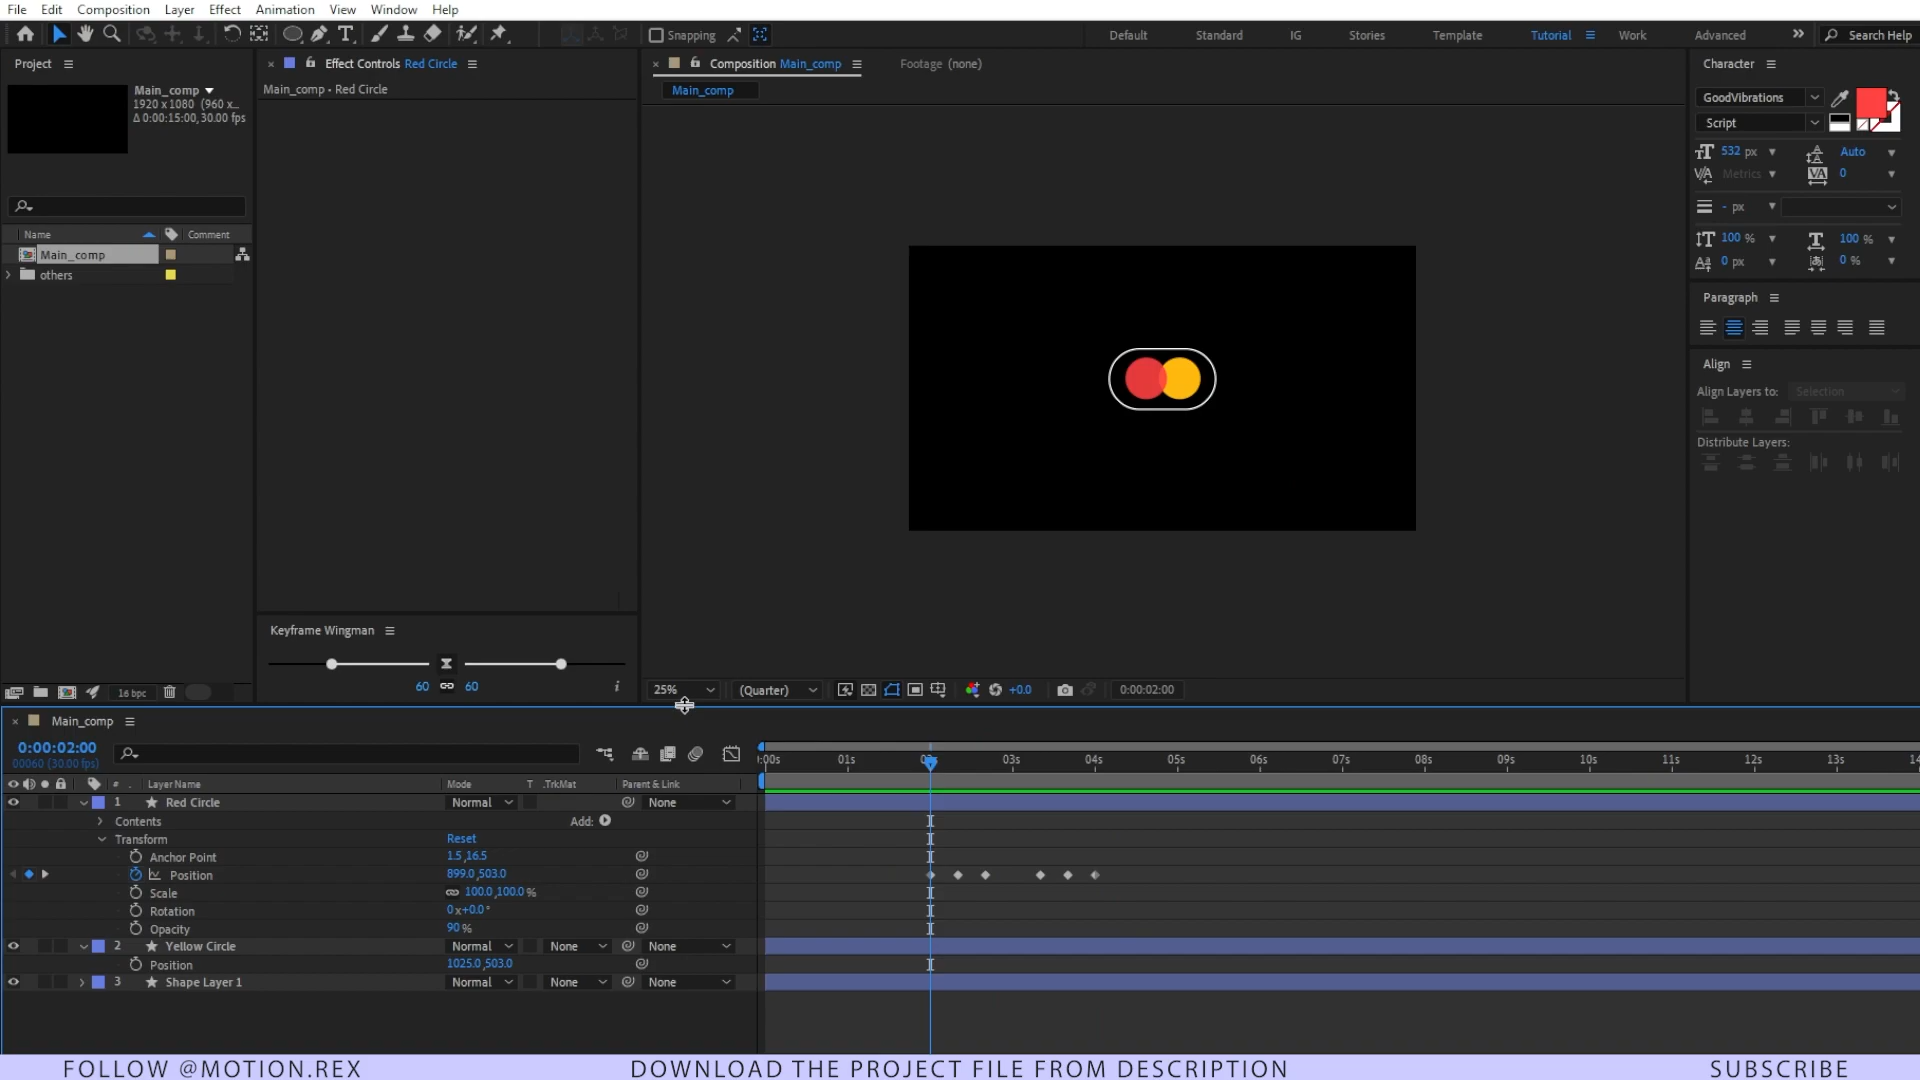 File Edit Composition Layer Effect Animation View Window Help
Snapping
Default Standard IG Stories Template Tutorial Work Advanced Search Help
Project
Main_comp
1920 x 1080 (960 x...
Δ 0:00:15:00, 30.00 fps
Name Comment
Main_comp
others
16 bpc
Effect Controls Red Circle
Main_comp • Red Circle
Keyframe Wingman
60 60
Composition Main_comp
Footage (none)
Main_comp
25% (Quarter) +0.0 0:00:02:00
Character
GoodVibrations
Script
532 px Auto
Metrics 0
- px
100 % 100 %
0 px 0 %
Paragraph
Align
Align Layers to: Selection
Distribute Layers:
Main_comp
0:00:02:00
00060 (30.00 fps)
:00s 01s 03s 04s 05s 06s 07s 08s 09s 10s 11s 12s 13s 14
# Layer Name Mode T .TrkMat Parent & Link
1 Red Circle Normal None
Contents Add:
Transform Reset
Anchor Point 1.5,16.5
Position 899.0,503.0
Scale 100.0,100.0 %
Rotation 0x+0.0°
Opacity 90 %
2 Yellow Circle Normal None None
Position 1025.0,503.0
3 Shape Layer 1 Normal None None
FOLLOW @MOTION.REX DOWNLOAD THE PROJECT FILE FROM DESCRIPTION SUBSCRIBE